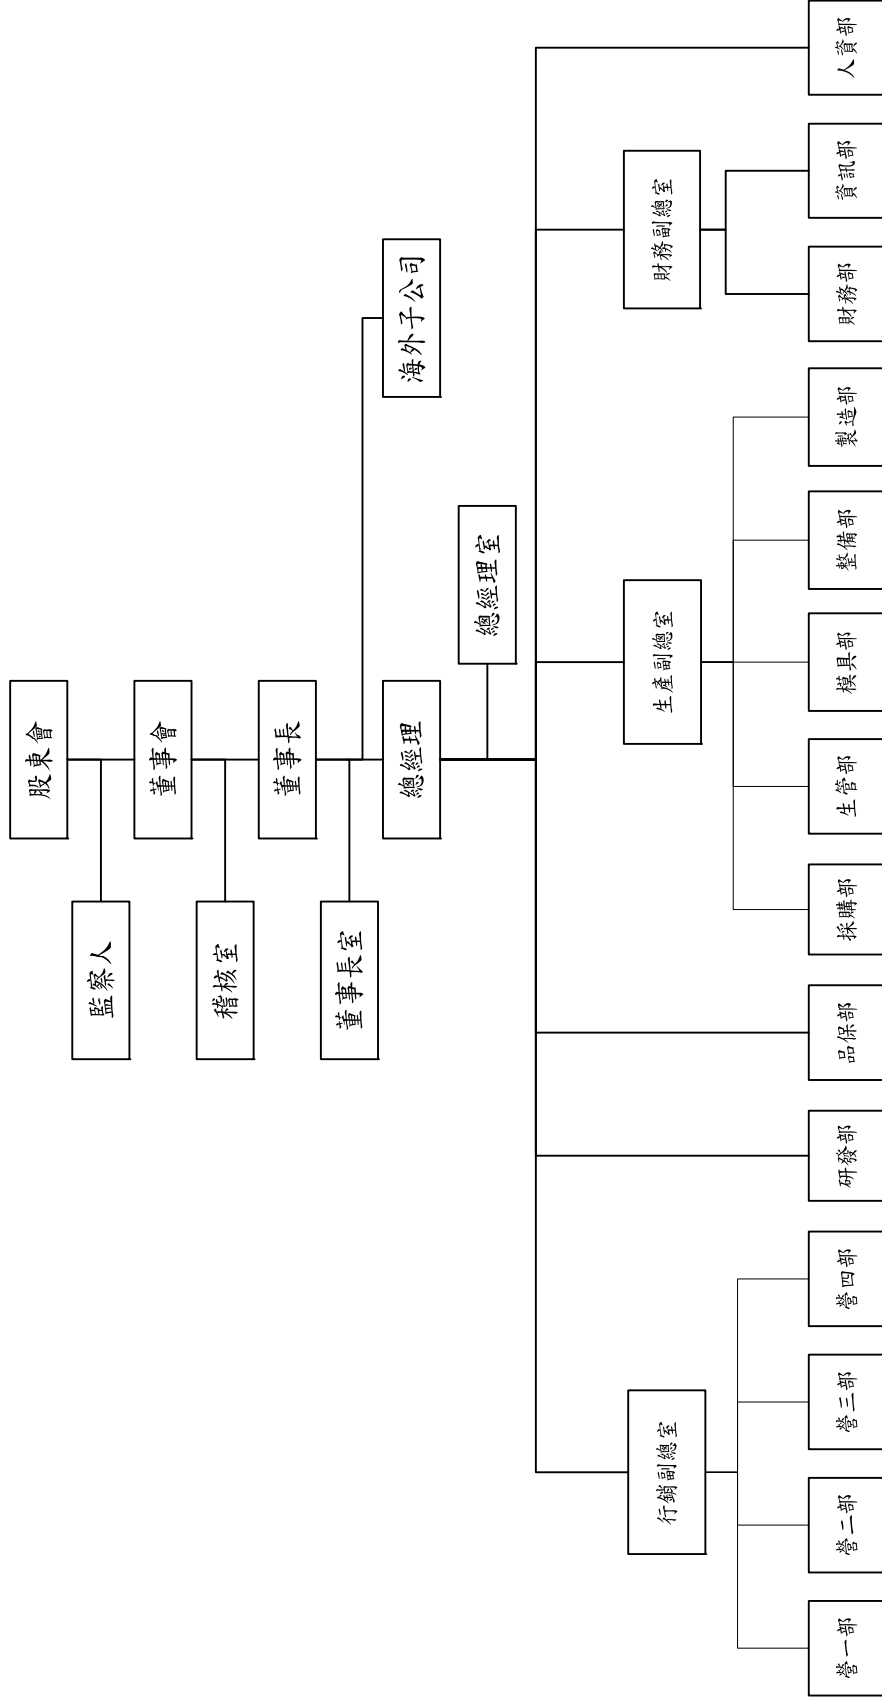 股東會
監察人
董事會
稽核室
董事長
董事長室
總經理
海外子公司
總經理室
行銷副總室
生產副總室
財務副總室
營一部
營二部
營三部
營四部
研發部
品保部
採購部
生管部
模具部
整備部
製造部
財務部
資訊部
人資部